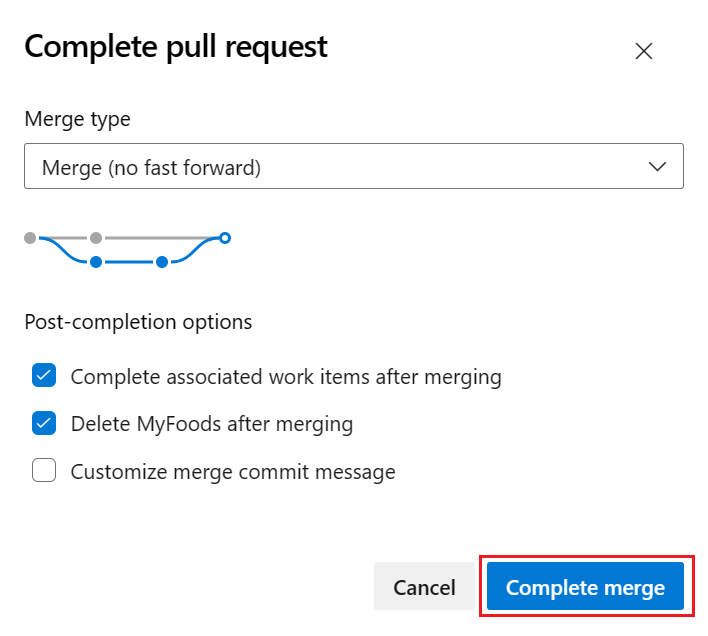 Complete pull request
Merge type
Merge (no fast forward)
Post-completion options
Complete associated work items after merging
Delete MyFoods after merging
Customize merge commit message
Cancel
Complete merge